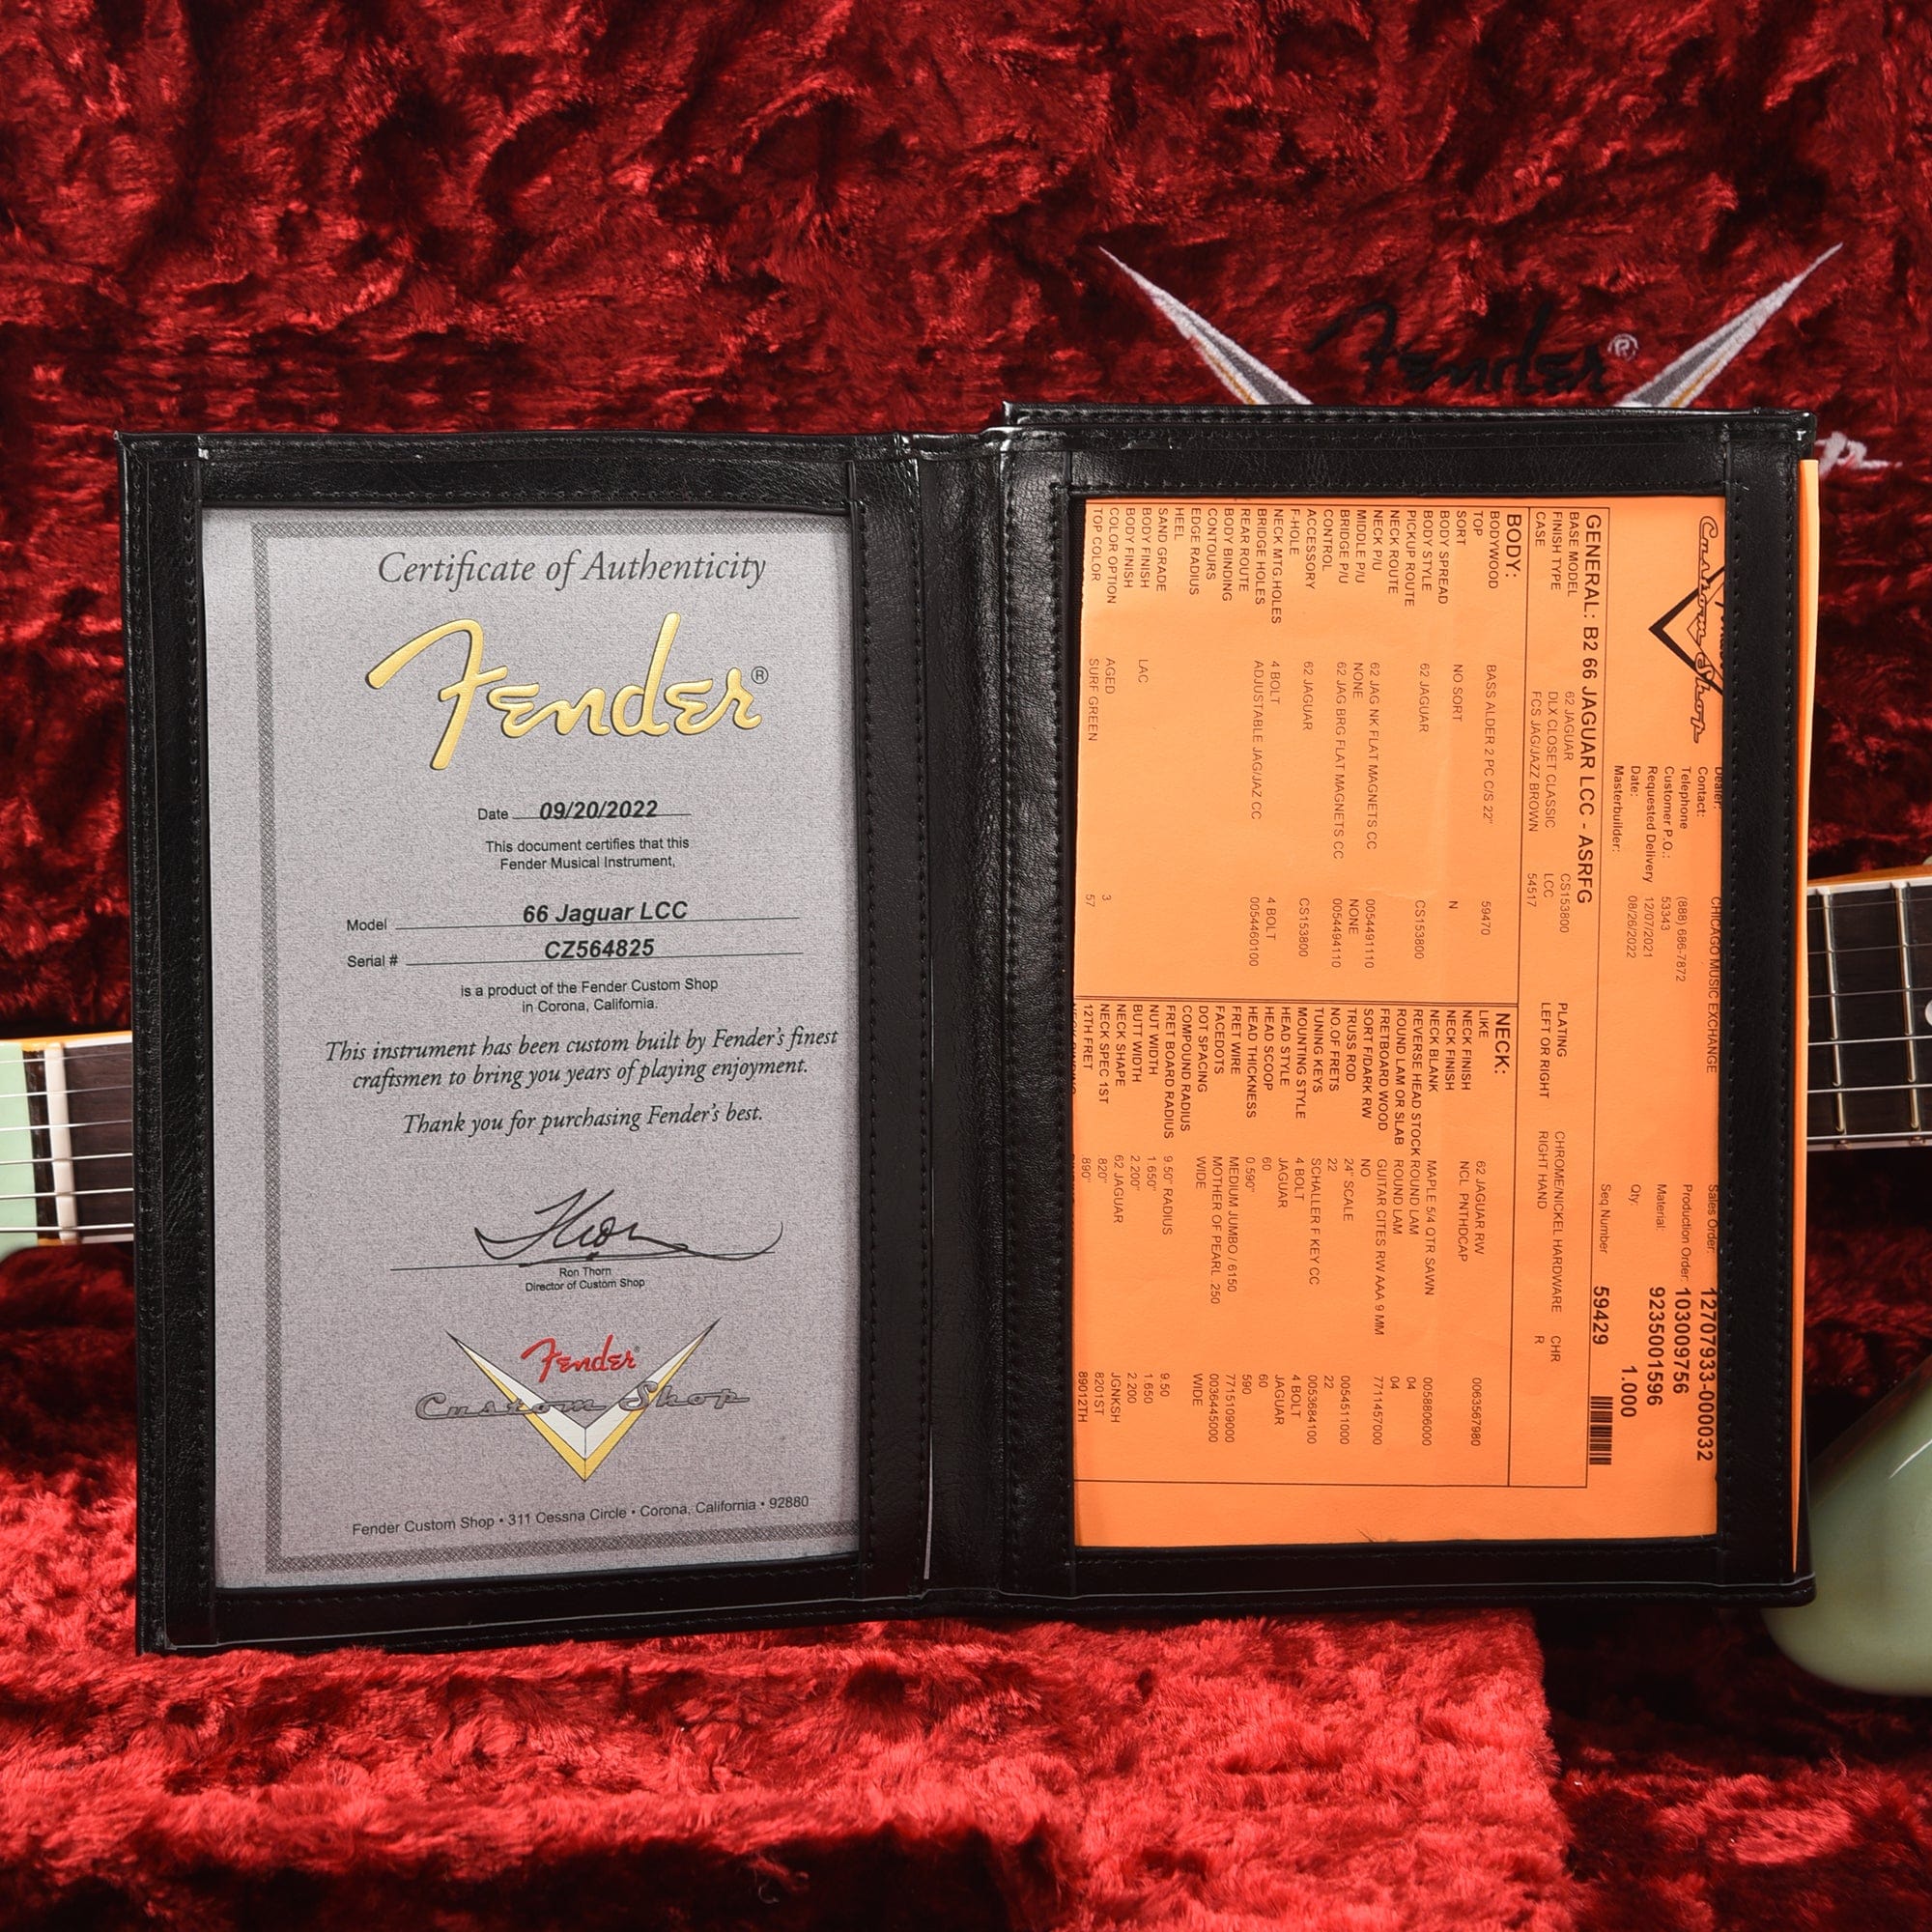 Fender®
Certificate of Authenticity
Fender®
Date 09/20/2022
This document certifies that this
Fender Musical Instrument,
Model 66 Jaguar LCC
Serial # CZ564825
is a product of the Fender Custom Shop
in Corona, California.
This instrument has been custom built by Fender's finest
craftsmen to bring you years of playing enjoyment.
Thank you for purchasing Fender's best.
Ron Thorn
Director of Custom Shop
Fender®
Custom Shop
Fender Custom Shop • 311 Cessna Circle • Corona, California • 92880
Custom Shop
Dealer: CHICAGO MUSIC EXCHANGE Sales Order: 12707933-000032
Contact:
Telephone (888) 686-7872 Production Order: 1030097956
Customer P.O.: 53343 Material: 9235001596
Requested Delivery 12/07/2021 Qty: 1.000
Date: 08/26/2022
Masterbuilder:
GENERAL: B2 66 JAGUAR LCC - ASRFG Seq Number 59429
BASE MODEL 62 JAGUAR CS153800 PLATING CHROME/NICKEL HARDWARE CHR
FINISH TYPE DLX CLOSET CLASSIC LCC LEFT OR RIGHT RIGHT HAND R
CASE FCS JAG/JAZZ BROWN 54517
BODY:
BODYWOOD BASS ALDER 2 PC C/S 22" 59470
TOP
SORT NO SORT N
BODY SPREAD
BODY STYLE 62 JAGUAR CS153800
PICKUP ROUTE
NECK ROUTE
NECK P/U 62 JAG NK FLAT MAGNETS CC 0054491110
MIDDLE P/U NONE NONE
BRIDGE P/U 62 JAG BRG FLAT MAGNETS CC 0054494110
CONTROL
ACCESSORY 62 JAGUAR CS153800
F-HOLE
NECK MTG HOLES 4 BOLT 4 BOLT
BRIDGE HOLES ADJUSTABLE JAG/JAZ CC 0054460100
REAR ROUTE
BODY BINDING
CONTOURS
EDGE RADIUS
HEEL
SAND GRADE
BODY FINISH LAC
BODY FINISH
COLOR OPTION AGED 3
TOP COLOR SURF GREEN 57
NECK:
LIKE 62 JAGUAR RW 0063567980
NECK FINISH NCL PNTHDCAP
NECK FINISH
NECK BLANK MAPLE 5/4 QTR SAWN 0058806000
REVERSE HEAD STOCK ROUND LAM 04
ROUND LAM OR SLAB ROUND LAM 04
FRETBOARD WOOD GUITAR CITES RW AAA 9 MM 7711457000
SORT F/DARK RW NO
TRUSS ROD 24" SCALE 0054511000
NO.OF FRETS 22 22
TUNING KEYS SCHALLER F KEY CC 0053684100
MOUNTING STYLE 4 BOLT 4 BOLT
HEAD STYLE JAGUAR JAGUAR
HEAD SCOOP 60 60
HEAD THICKNESS 0.590" 590
FRET WIRE MEDIUM JUMBO / 6150 7715109000
FACEDOTS MOTHER OF PEARL .250 0036445000
DOT SPACING WIDE WIDE
COMPOUND RADIUS
FRET BOARD RADIUS 9.50" RADIUS 9.50
NUT WIDTH 1.650" 1.650
BUTT WIDTH 2.200" 2.200
NECK SHAPE 62 JAGUAR JGNKSH
NECK SPEC 1ST .820" 8201ST
12TH FRET .890" 89012TH